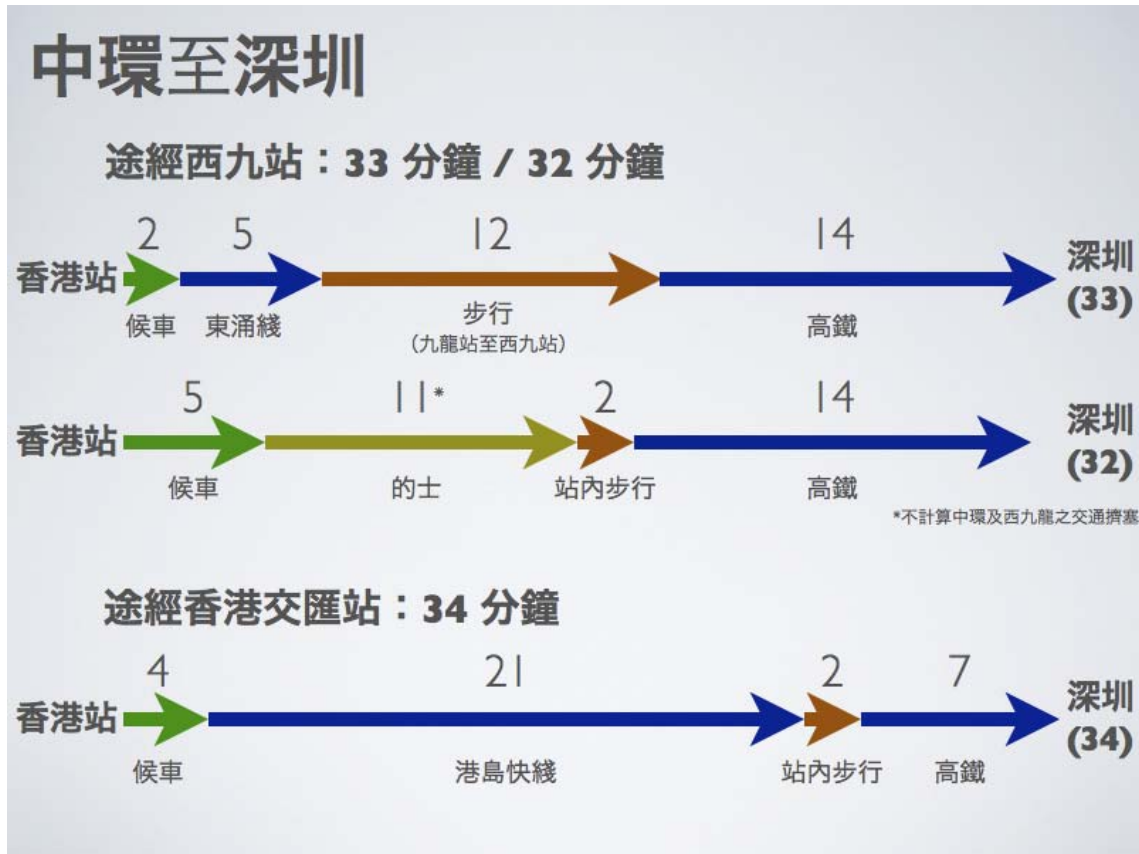 中環至深圳
途經西九站：33 分鐘 / 32 分鐘
2 5 12 14
香港站 深圳
(33)
候車 東涌綫 步行 高鐵
(九龍站至西九站)
5 11* 2 14
香港站 深圳
(32)
候車 的士 站內步行 高鐵
*不計算中環及西九龍之交通擠塞
途經香港交匯站：34 分鐘
4 21 2 7
香港站 深圳
(34)
候車 港島快綫 站內步行 高鐵